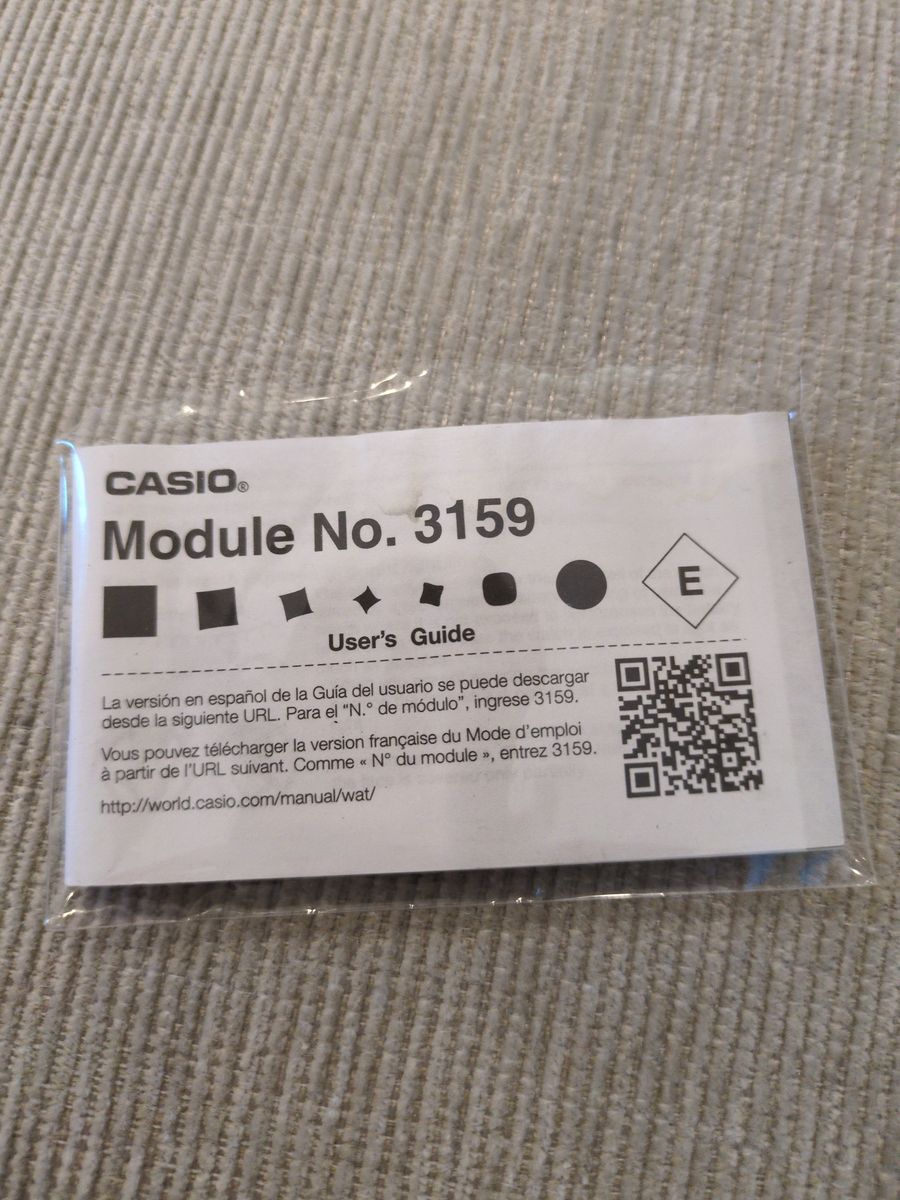 CASIO®
Module No. 3159
E
User's Guide
La versión en español de la Guía del usuario se puede descargar
desde la siguiente URL. Para el “N.° de módulo”, ingrese 3159.
Vous pouvez télécharger la version française du Mode d’emploi
à partir de l’URL suivant. Comme « N° du module », entrez 3159.
http://world.casio.com/manual/wat/